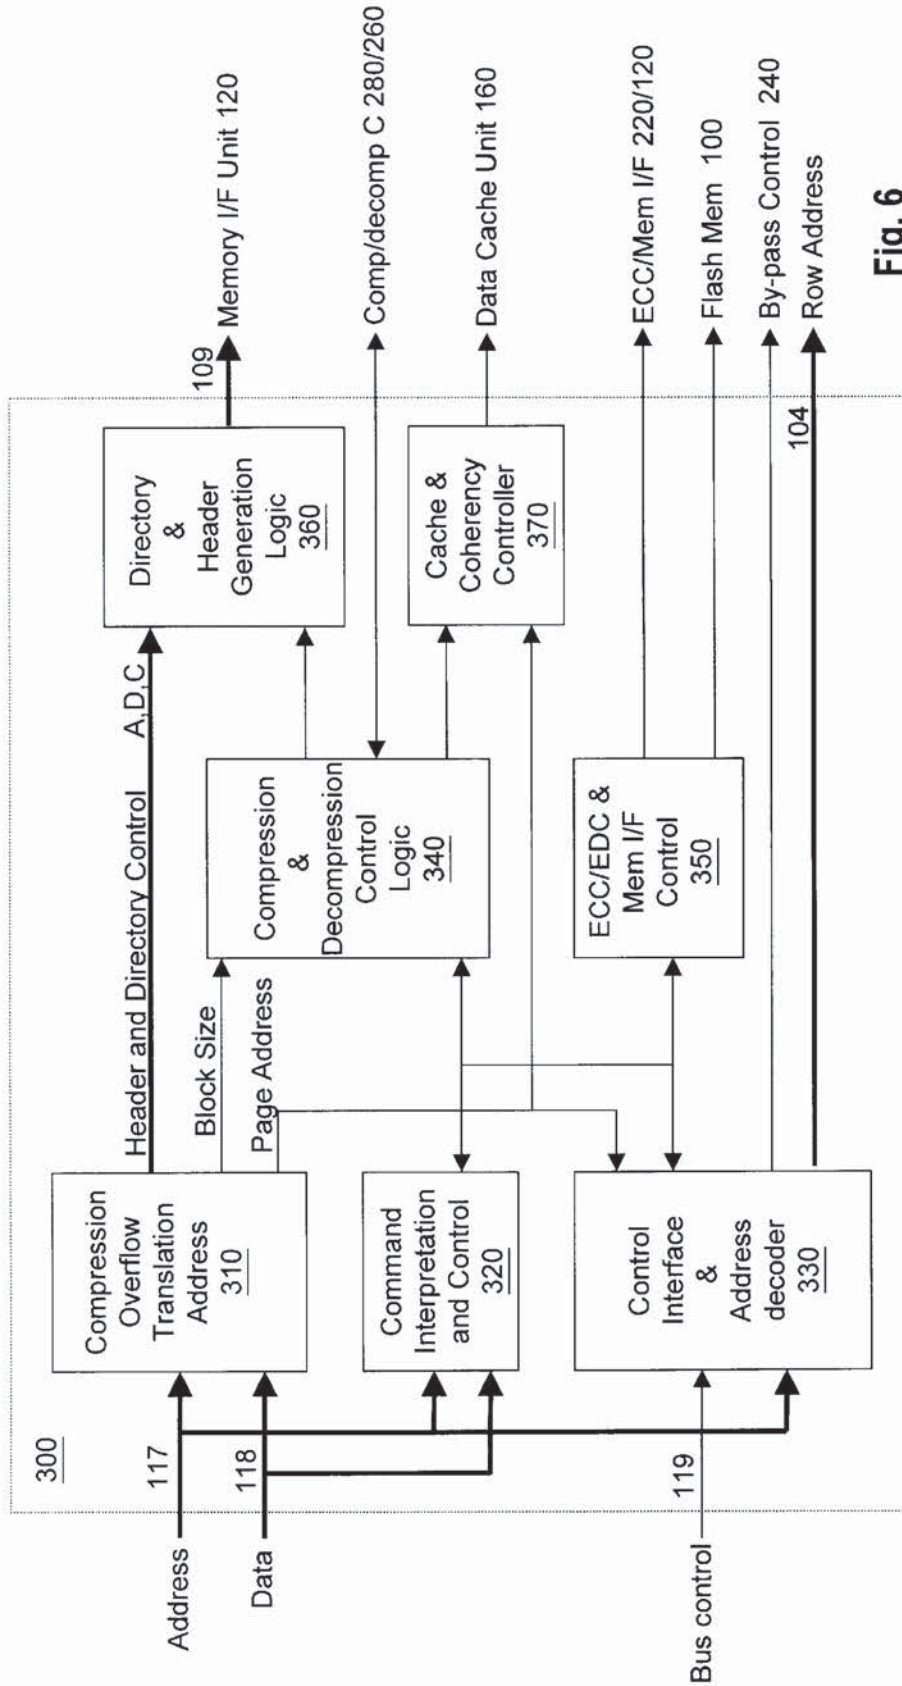 300
Address
117
Data
118
Bus control
119
Compression
Overflow
Translation
Address
310
Command
Interpretation
and Control
320
Control
Interface
&
Address
decoder
330
Header and Directory Control
A,D,C
Block Size
Page Address
Compression
&
Decompression
Control
Logic
340
ECC/EDC &
Mem I/F
Control
350
Directory
&
Header
Generation
Logic
360
Cache &
Coherency
Controller
370
109
Memory I/F Unit 120
Comp/decomp C 280/260
Data Cache Unit 160
ECC/Mem I/F 220/120
Flash Mem 100
By-pass Control 240
104
Row Address
Fig. 6